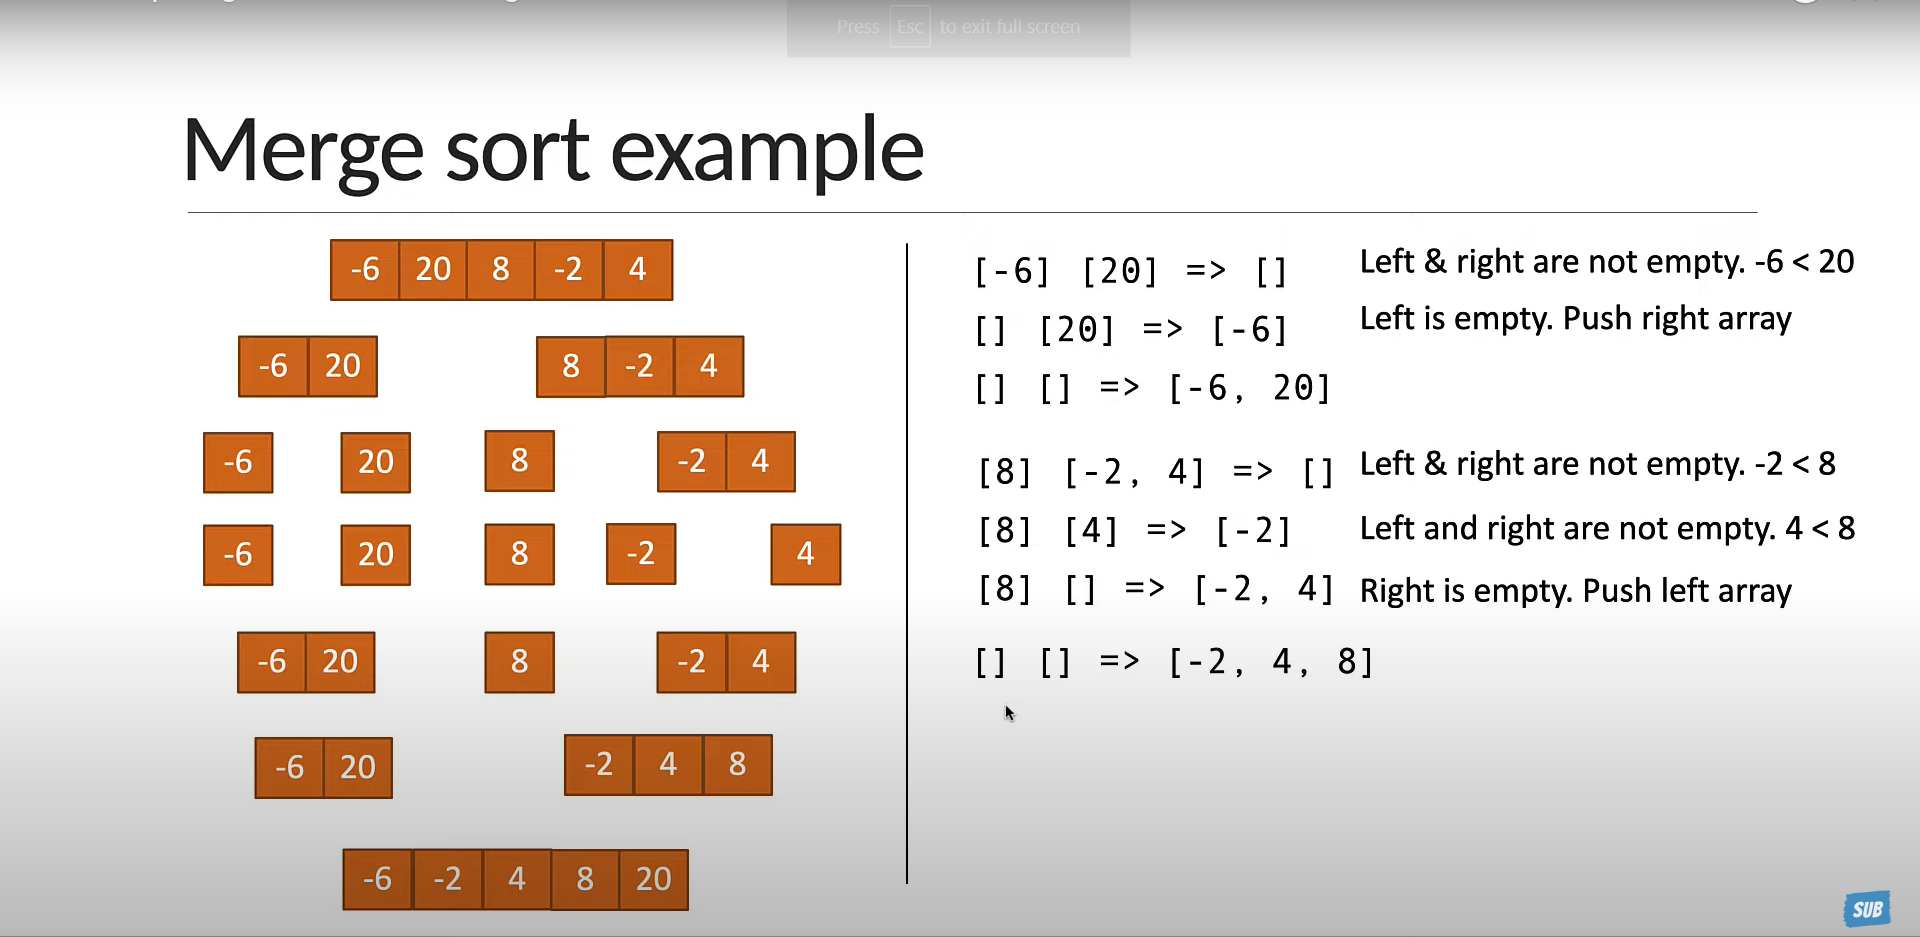 Press Esc to exit full screen
Merge sort example
-6 20 8 -2 4
-6 20 8 -2 4
-6 20 8 -2 4
-6 20 8 -2 4
-6 20 8 -2 4
-6 20 -2 4 8
-6 -2 4 8 20
[-6] [20] => [] Left & right are not empty. -6 < 20
[] [20] => [-6] Left is empty. Push right array
[] [] => [-6, 20]
[8] [-2, 4] => [] Left & right are not empty. -2 < 8
[8] [4] => [-2] Left and right are not empty. 4 < 8
[8] [] => [-2, 4] Right is empty. Push left array
[] [] => [-2, 4, 8]
SUB